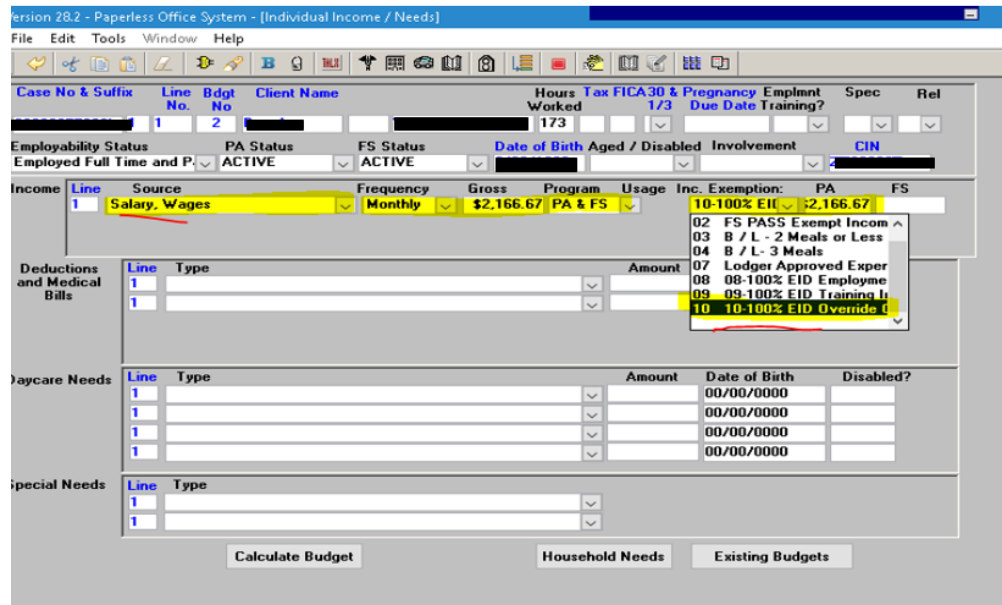 Version 28.2 - Paperless Office System - [Individual Income / Needs]
File Edit Tools Window Help
Case No & Suffix Line No. Bdgt No Client Name Hours Worked Tax FICA 30 & 1/3 Pregnancy Due Date Emplmnt Training? Spec Rel
1 1 2 173
Employability Status PA Status FS Status Date of Birth Aged / Disabled Involvement CIN
Employed Full Time and P ACTIVE ACTIVE
Income Line Source Frequency Gross Program Usage Inc. Exemption: PA FS
1 Salary, Wages Monthly $2,166.67 PA & FS 10-100% EID $2,166.67
02 FS PASS Exempt Incom
03 B / L - 2 Meals or Less
04 B / L- 3 Meals
07 Lodger Approved Exper
08 08-100% EID Employme
09 09-100% EID Training In
10 10-100% EID Override
Deductions and Medical Bills Line Type Amount
1
1
Daycare Needs Line Type Amount Date of Birth Disabled?
1 00/00/0000
1 00/00/0000
1 00/00/0000
1 00/00/0000
Special Needs Line Type
1
1
Calculate Budget Household Needs Existing Budgets